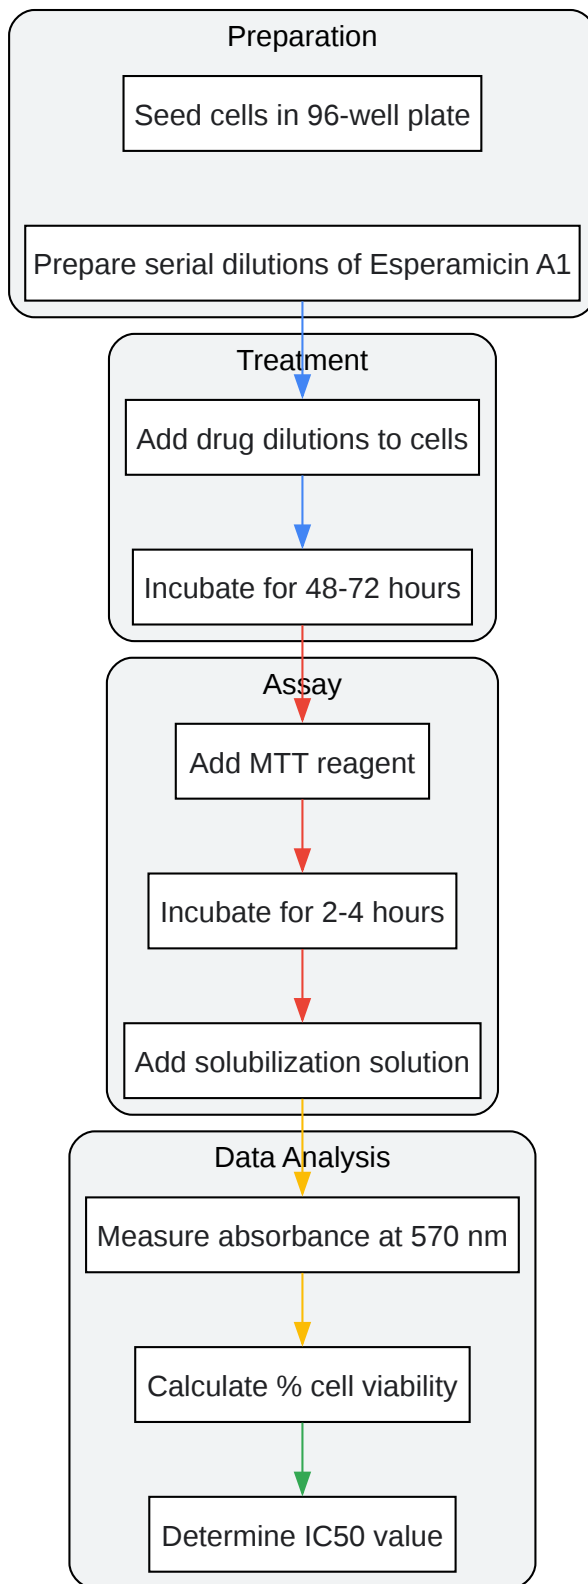 Preparation
Seed cells in 96-well plate
Prepare serial dilutions of Esperamicin A1
Treatment
Add drug dilutions to cells
Incubate for 48-72 hours
Assay
Add MTT reagent
Incubate for 2-4 hours
Add solubilization solution
Data Analysis
Measure absorbance at 570 nm
Calculate % cell viability
Determine IC50 value